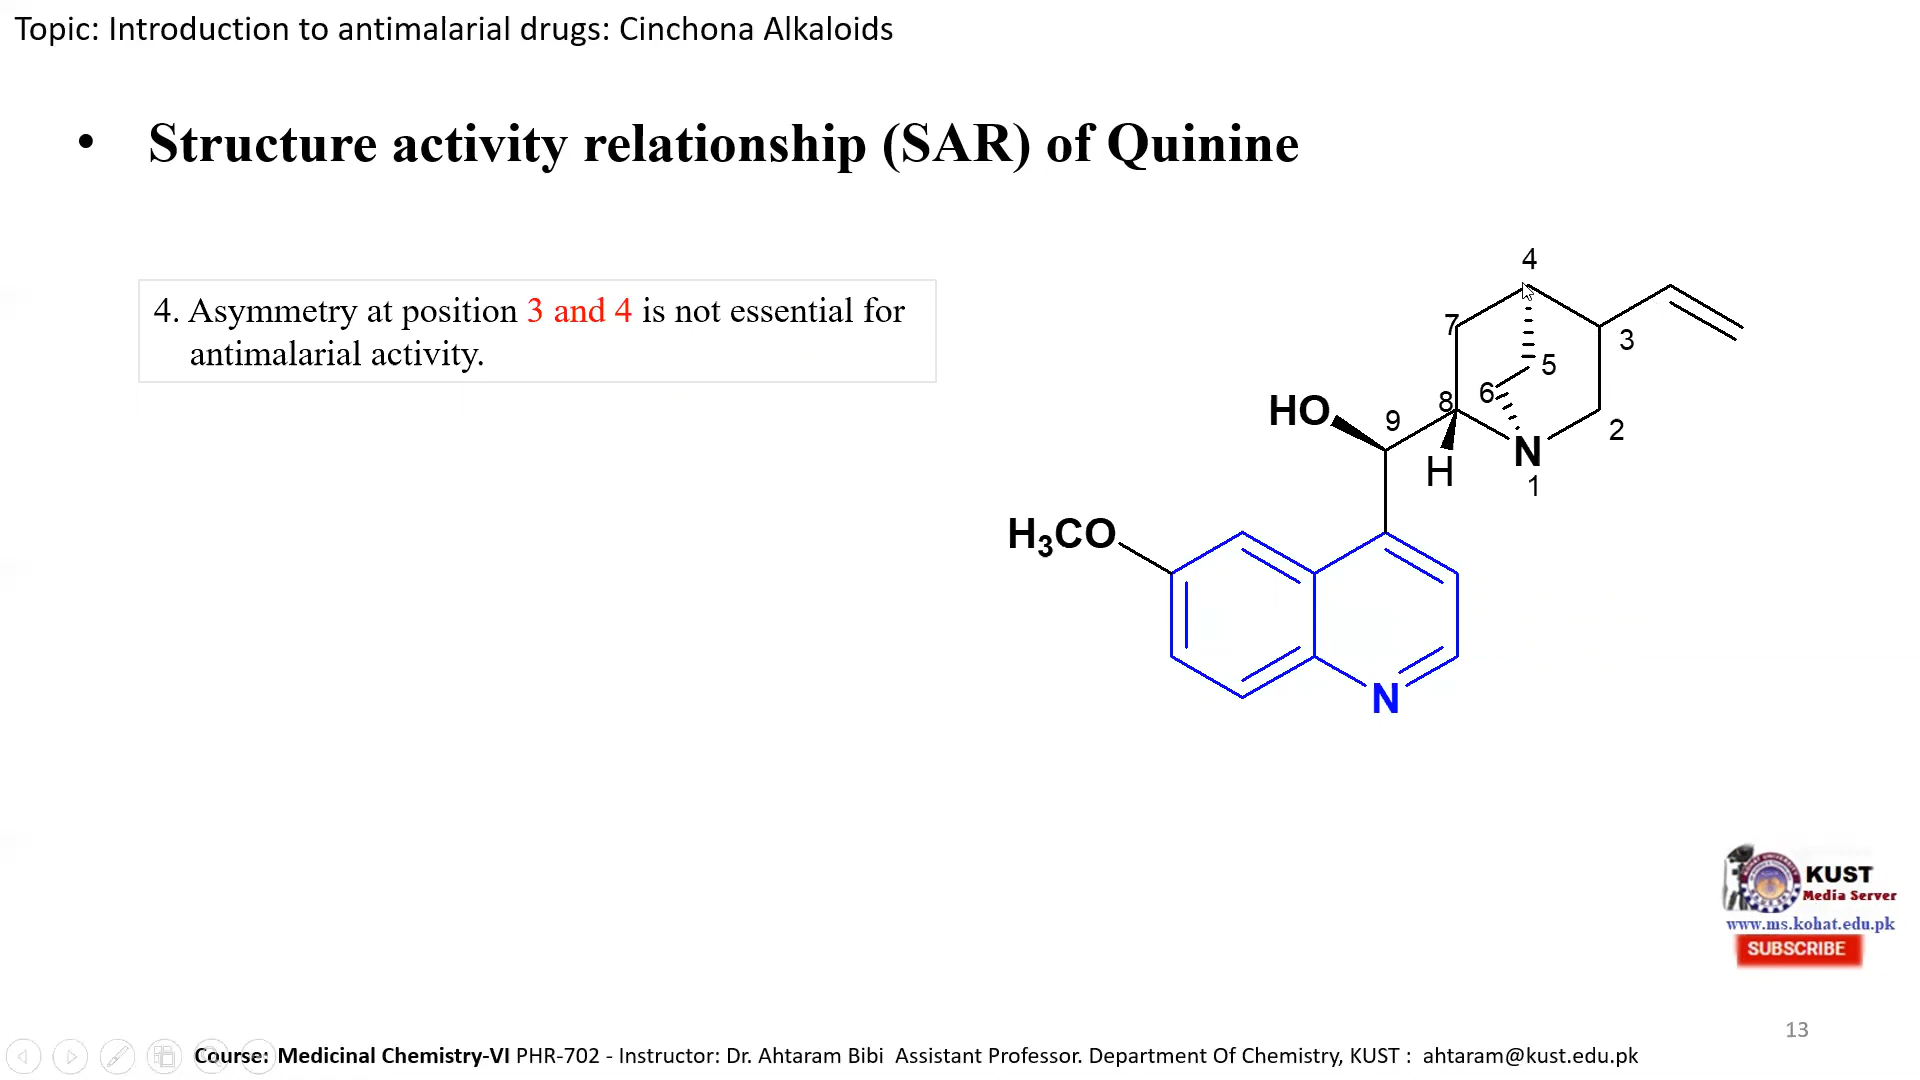 Topic: Introduction to antimalarial drugs: Cinchona Alkaloids
• Structure activity relationship (SAR) of Quinine
4. Asymmetry at position 3 and 4 is not essential for
antimalarial activity.
4
7
3
5
6
8
HO
9
2
N
H
1
H₃CO
N
KUST
Media Server
www.ms.kohat.edu.pk
SUBSCRIBE
13
Course: Medicinal Chemistry-VI PHR-702 - Instructor: Dr. Ahtaram Bibi Assistant Professor. Department Of Chemistry, KUST : ahtaram@kust.edu.pk